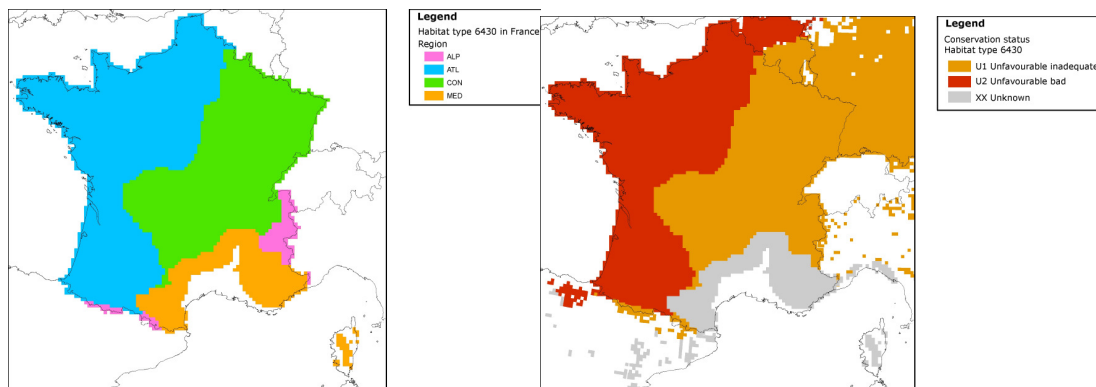 Legend
Habitat type 6430 in France
Region
ALP
ATL
CON
MED
Legend
Conservation status
Habitat type 6430
U1 Unfavourable inadequate
U2 Unfavourable bad
XX Unknown